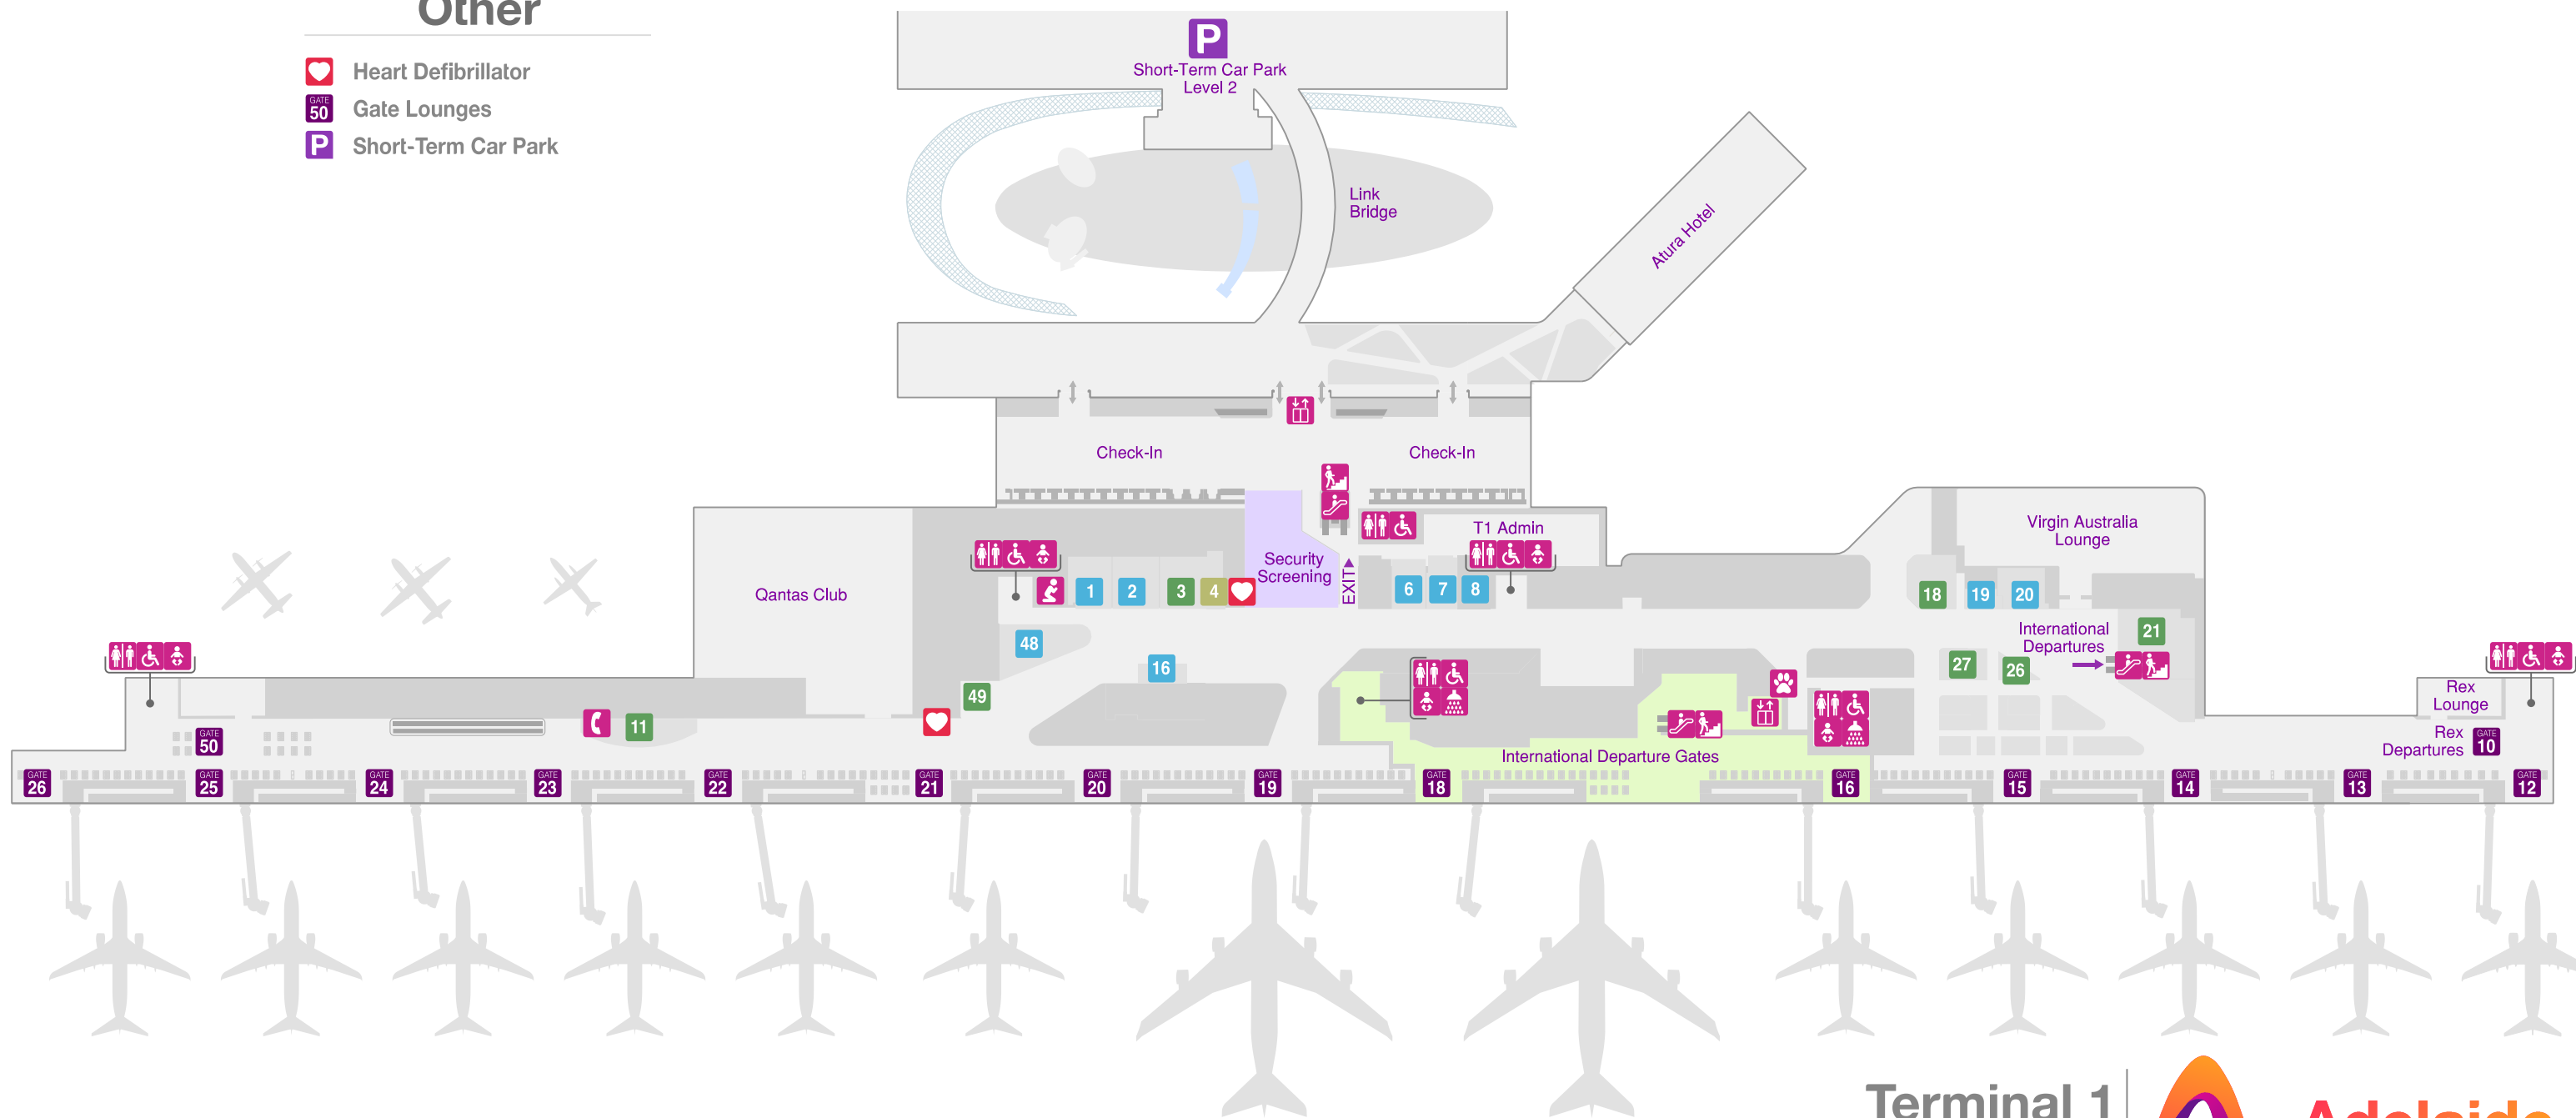 Other
Heart Defibrillator
GATE
50
Gate Lounges
P
Short-Term Car Park
P
Short-Term Car Park
Level 2
Link
Bridge
Atura Hotel
Check-In
Check-In
T1 Admin
Security
Screening
EXIT
Qantas Club
1
2
3
4
6
7
8
48
16
49
11
Virgin Australia
Lounge
18
19
20
21
International
Departures
27
26
Rex
Lounge
Rex
Departures
GATE
10
GATE
50
International Departure Gates
GATE
26
GATE
25
GATE
24
GATE
23
GATE
22
GATE
21
GATE
20
GATE
19
GATE
18
GATE
16
GATE
15
GATE
14
GATE
13
GATE
12
Terminal 1
Adelaide